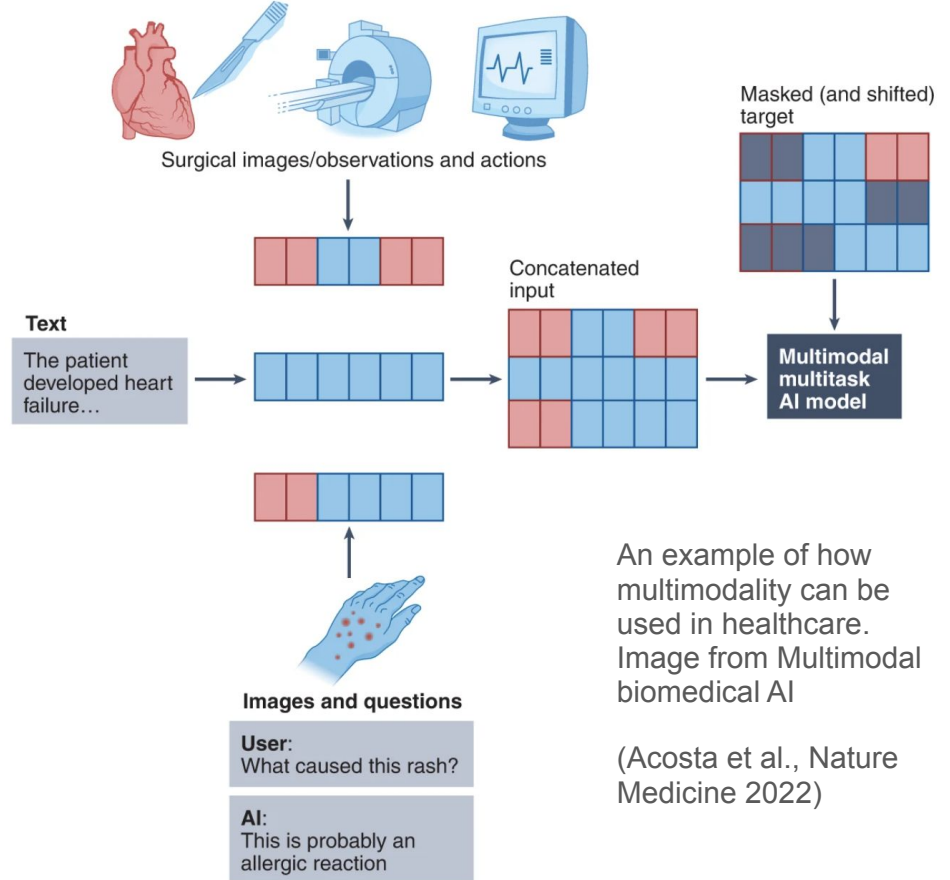 Surgical images/observations and actions
Masked (and shifted)
target
Concatenated
input
Text
The patient
developed heart
failure…
Multimodal
multitask
AI model
Images and questions
User:
What caused this rash?
AI:
This is probably an
allergic reaction
An example of how
multimodality can be
used in healthcare.
Image from Multimodal
biomedical AI
(Acosta et al., Nature
Medicine 2022)